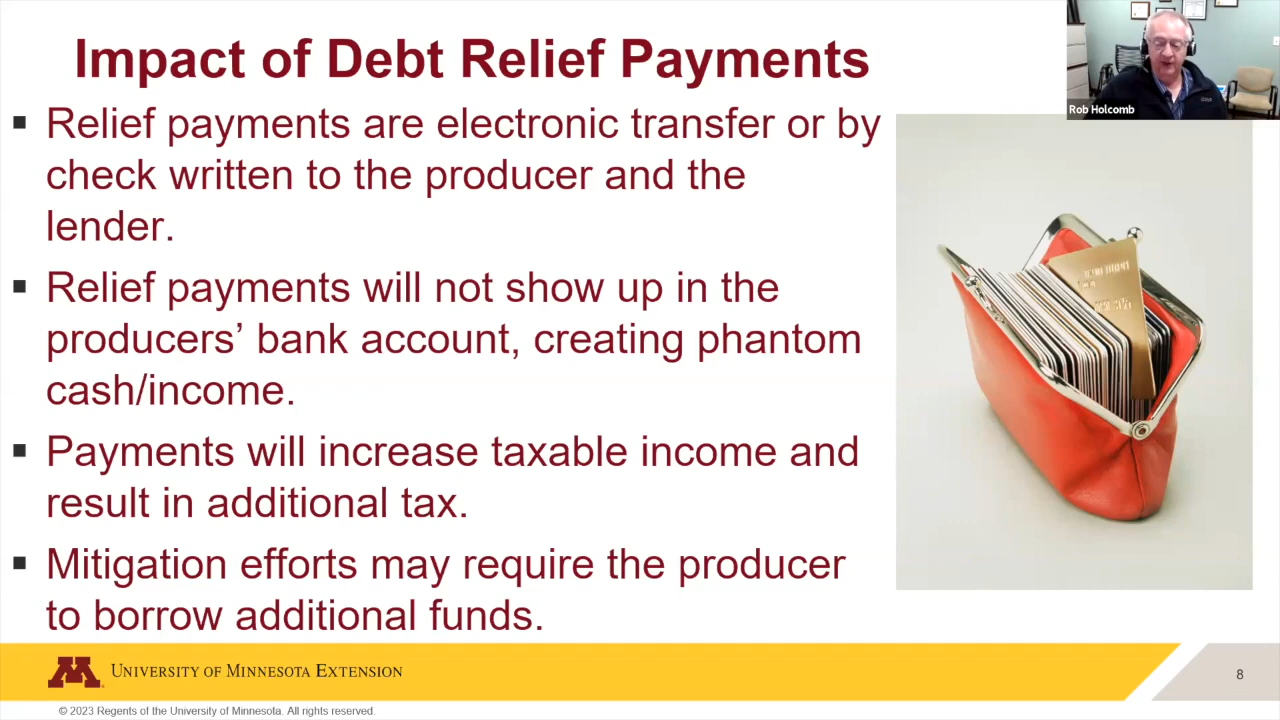 Impact of Debt Relief Payments
Rob Holcomb
▪ Relief payments are electronic transfer or by
check written to the producer and the
lender.
▪ Relief payments will not show up in the
producers’ bank account, creating phantom
cash/income.
▪ Payments will increase taxable income and
result in additional tax.
▪ Mitigation efforts may require the producer
to borrow additional funds.
M
UNIVERSITY OF MINNESOTA EXTENSION
8
© 2023 Regents of the University of Minnesota. All rights reserved.